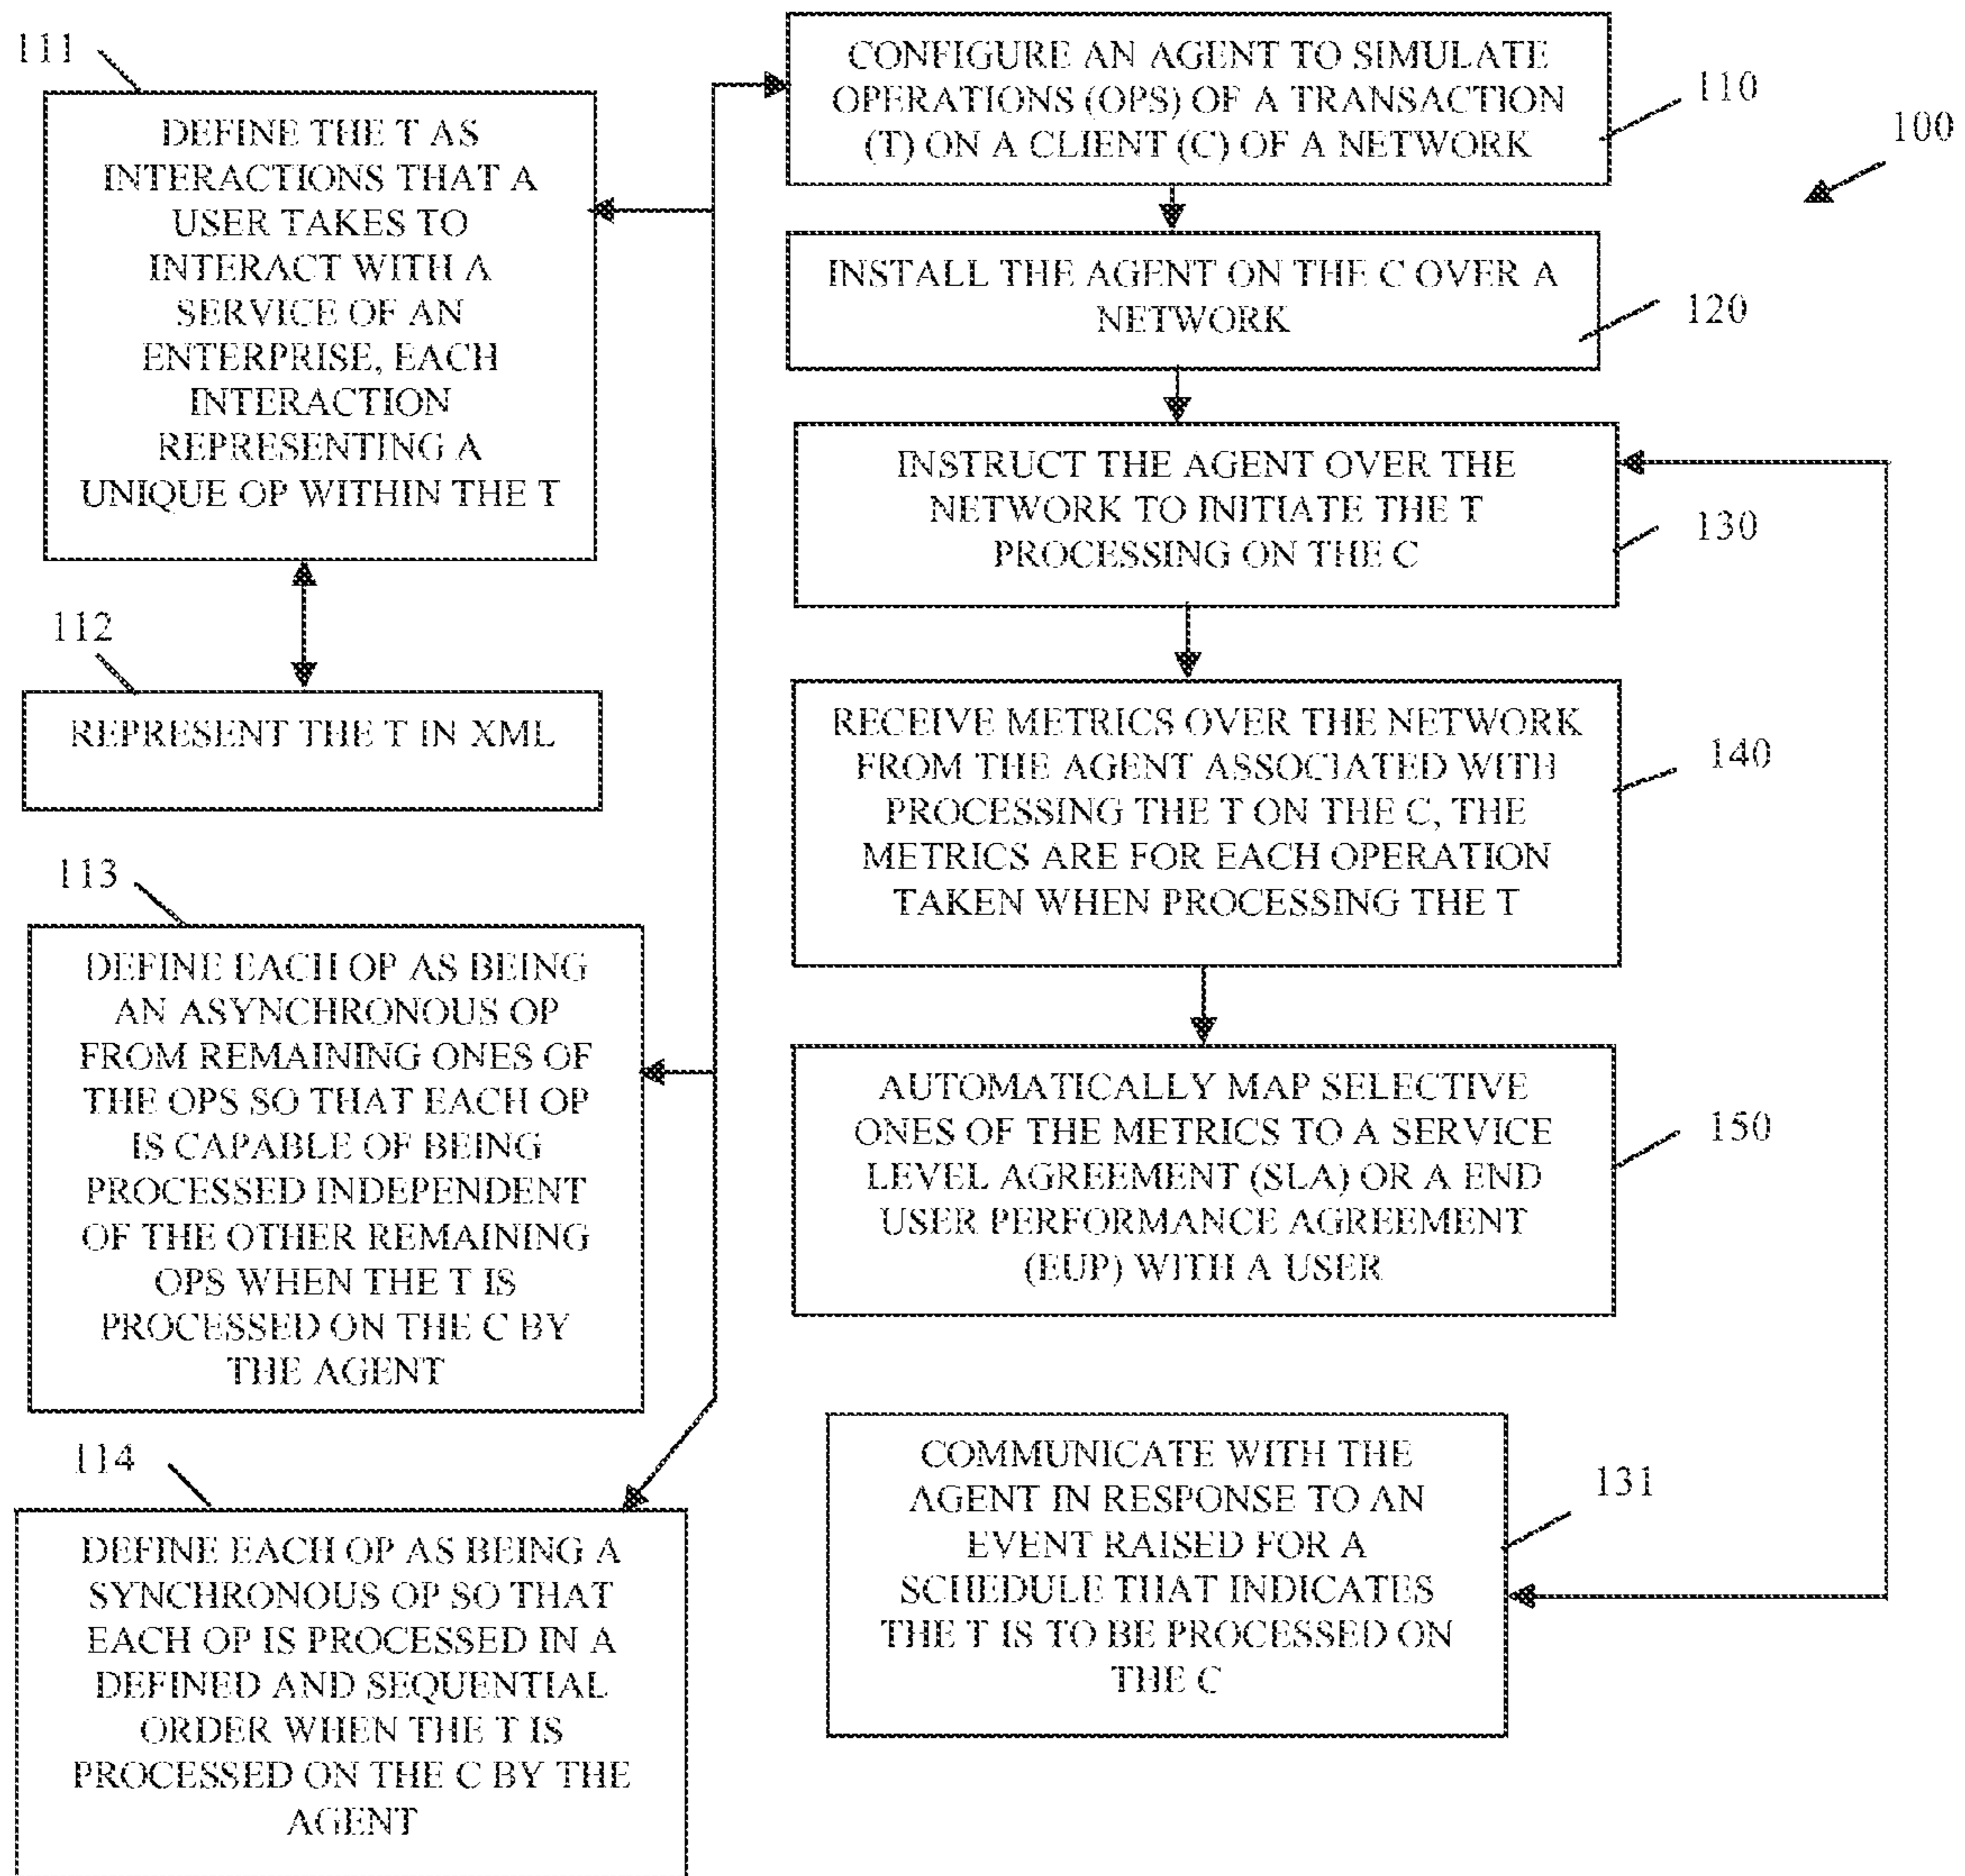 CONFIGURE AN AGENT TO SIMULATE
OPERATIONS (OPS) OF A TRANSACTION
(T) ON A CLIENT (C) OF A NETWORK
110
100
INSTALL THE AGENT ON THE C OVER A
NETWORK
120
INSTRUCT THE AGENT OVER THE
NETWORK TO INITIATE THE T
PROCESSING ON THE C
130
RECEIVE METRICS OVER THE NETWORK
FROM THE AGENT ASSOCIATED WITH
PROCESSING THE T ON THE C, THE
METRICS ARE FOR EACH OPERATION
TAKEN WHEN PROCESSING THE T
140
AUTOMATICALLY MAP SELECTIVE
ONES OF THE METRICS TO A SERVICE
LEVEL AGREEMENT (SLA) OR A END
USER PERFORMANCE AGREEMENT
(EUP) WITH A USER
150
COMMUNICATE WITH THE
AGENT IN RESPONSE TO AN
EVENT RAISED FOR A
SCHEDULE THAT INDICATES
THE T IS TO BE PROCESSED ON
THE C
131
111
DEFINE THE T AS
INTERACTIONS THAT A
USER TAKES TO
INTERACT WITH A
SERVICE OF AN
ENTERPRISE, EACH
INTERACTION
REPRESENTING A
UNIQUE OP WITHIN THE T
112
REPRESENT THE T IN XML
113
DEFINE EACH OP AS BEING
AN ASYNCHRONOUS OP
FROM REMAINING ONES OF
THE OPS SO THAT EACH OP
IS CAPABLE OF BEING
PROCESSED INDEPENDENT
OF THE OTHER REMAINING
OPS WHEN THE T IS
PROCESSED ON THE C BY
THE AGENT
114
DEFINE EACH OP AS BEING A
SYNCHRONOUS OP SO THAT
EACH OP IS PROCESSED IN A
DEFINED AND SEQUENTIAL
ORDER WHEN THE T IS
PROCESSED ON THE C BY THE
AGENT